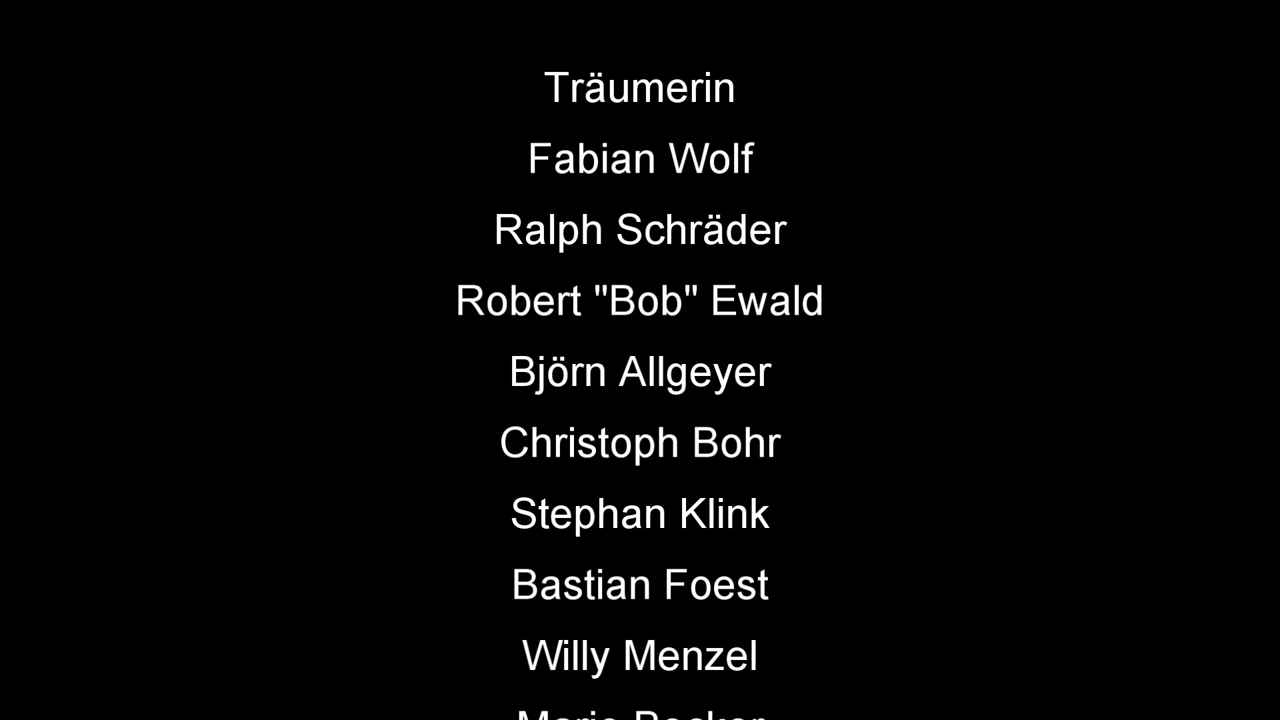 Träumerin
Fabian Wolf
Ralph Schräder
Robert "Bob" Ewald
Björn Allgeyer
Christoph Bohr
Stephan Klink
Bastian Foest
Willy Menzel